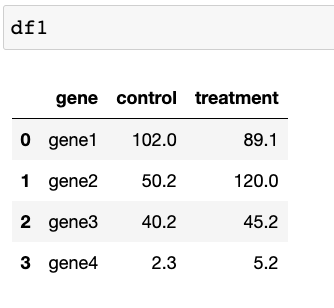 df1
gene control treatment
0 gene1 102.0 89.1
1 gene2 50.2 120.0
2 gene3 40.2 45.2
3 gene4 2.3 5.2